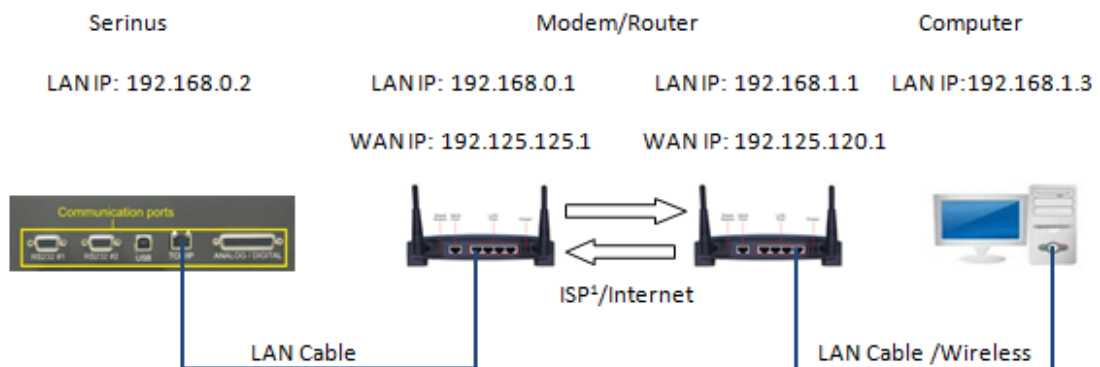 Serinus Modem/Router Computer
LAN IP: 192.168.0.2 LAN IP: 192.168.0.1 LAN IP: 192.168.1.1 LAN IP:192.168.1.3
WAN IP: 192.125.125.1 WAN IP: 192.125.120.1
Communication ports
RS232 #1 RS232 #2 USB TCP/IP ANALOG / DIGITAL
ISP¹/Internet
LAN Cable LAN Cable /Wireless